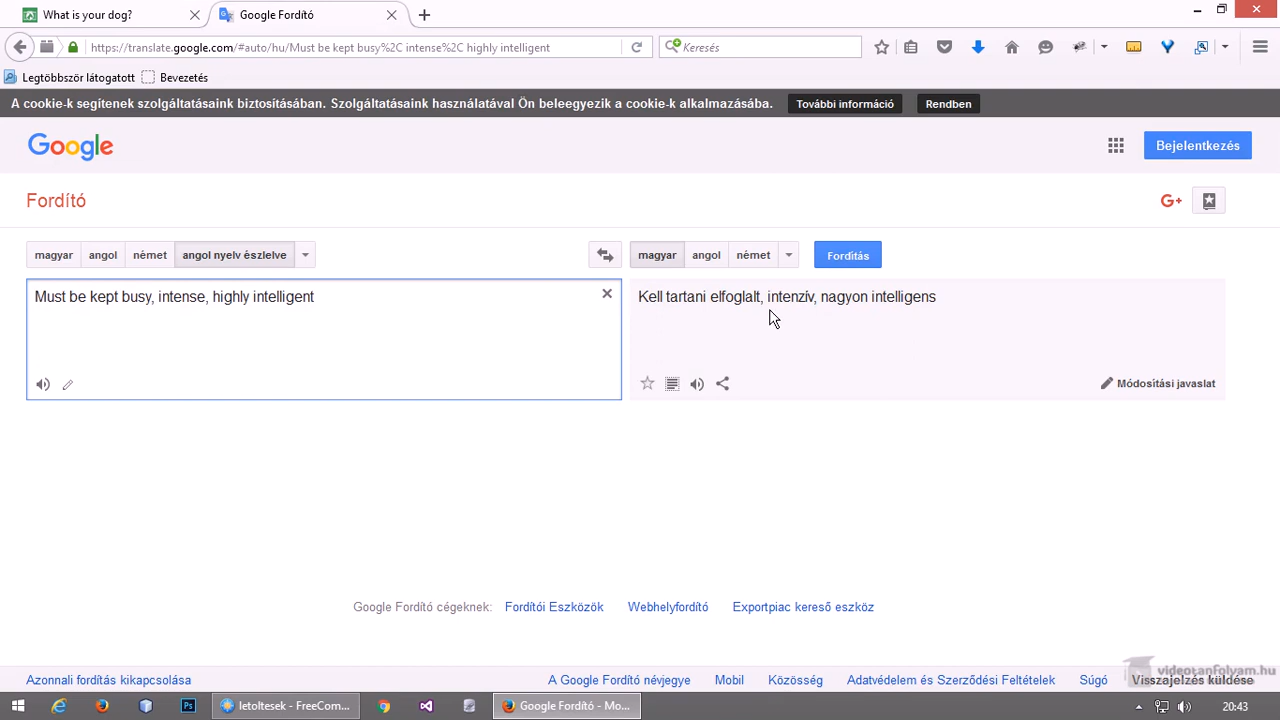 What is your dog?
Google Fordító
https://translate.google.com/#auto/hu/Must be kept busy%2C intense%2C highly intelligent
Keresés
Legtöbbször látogatott
Bevezetés
A cookie-k segítenek szolgáltatásaink biztosításában. Szolgáltatásaink használatával Ön beleegyezik a cookie-k alkalmazásába.
További információ
Rendben
Google
Bejelentkezés
Fordító
G+
magyar angol német angol nyelv észlelve
magyar angol német
Fordítás
Must be kept busy, intense, highly intelligent
Kell tartani elfoglalt, intenzív, nagyon intelligens
Módosítási javaslat
Google Fordító cégeknek: Fordítói Eszközök Webhelyfordító Exportpiac kereső eszköz
videotanfolyam.hu
Azonnali fordítás kikapcsolása
A Google Fordító névjegye Mobil Közösség Adatvédelem és Szerződési Feltételek Súgó Visszajelzés küldése
letoltesek - FreeCom...
Google Fordító - Mo...
20:43